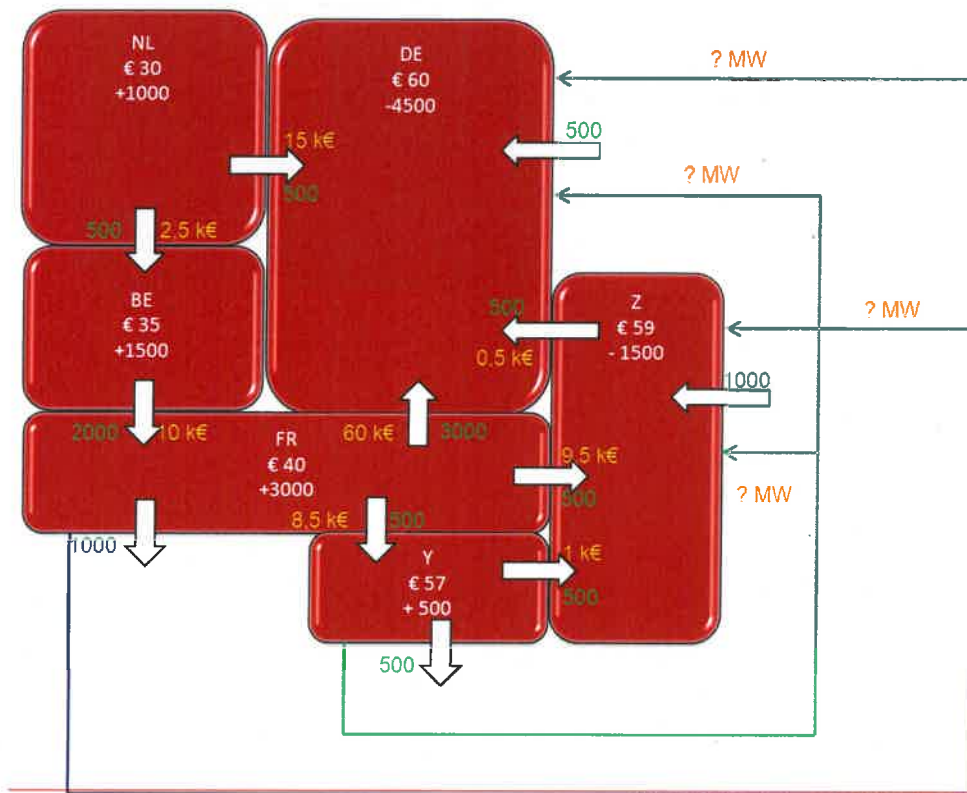 NL
€ 30
+1000
DE
€ 60
-4500
? MW
500
15 k€
500
? MW
500
2,5 k€
BE
€ 35
+1500
500
0,5 k€
Z
€ 59
- 1500
? MW
1000
2000
10 k€
FR
€ 40
+3000
60 k€
3000
9,5 k€
500
? MW
8,5 k€
500
1000
Y
€ 57
+ 500
1 k€
500
500